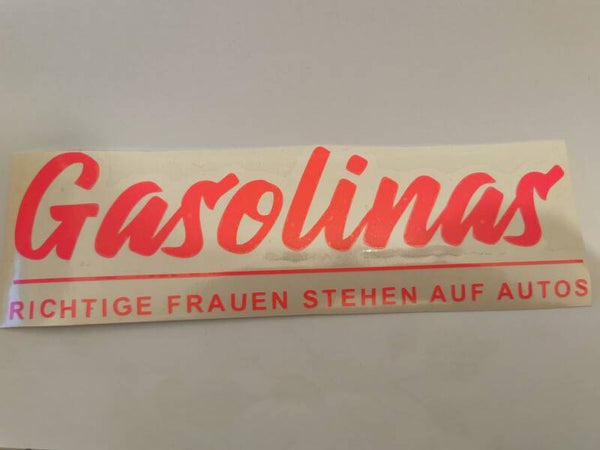 Gasolinas
RICHTIGE FRAUEN STEHEN AUF AUTOS